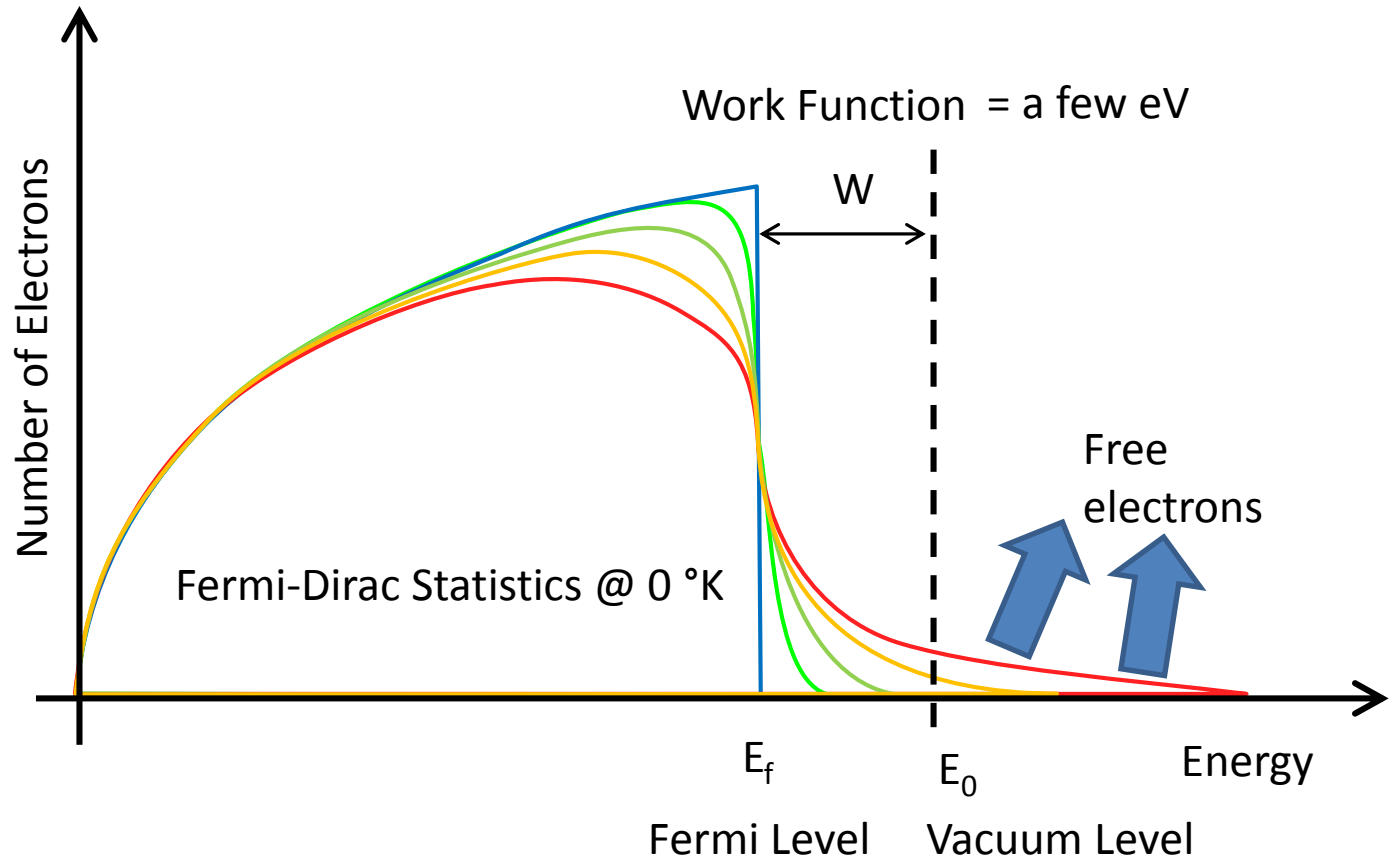 Number of Electrons
Work Function = a few eV
W
Free
electrons
Fermi-Dirac Statistics @ 0 °K
E_f
E_0
Energy
Fermi Level
Vacuum Level